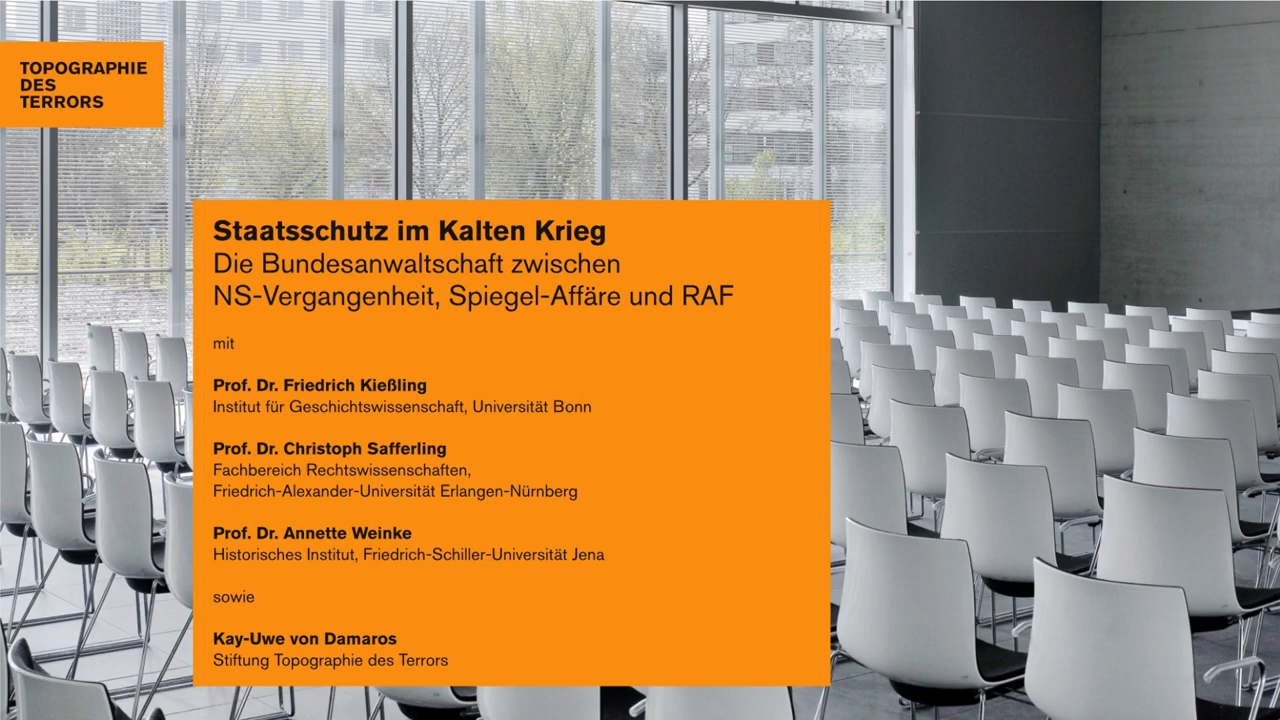 TOPOGRAPHIE
DES
TERRORS
Staatsschutz im Kalten Krieg
Die Bundesanwaltschaft zwischen
NS-Vergangenheit, Spiegel-Affäre und RAF
mit
Prof. Dr. Friedrich Kießling
Institut für Geschichtswissenschaft, Universität Bonn
Prof. Dr. Christoph Safferling
Fachbereich Rechtswissenschaften,
Friedrich-Alexander-Universität Erlangen-Nürnberg
Prof. Dr. Annette Weinke
Historisches Institut, Friedrich-Schiller-Universität Jena
sowie
Kay-Uwe von Damaros
Stiftung Topographie des Terrors